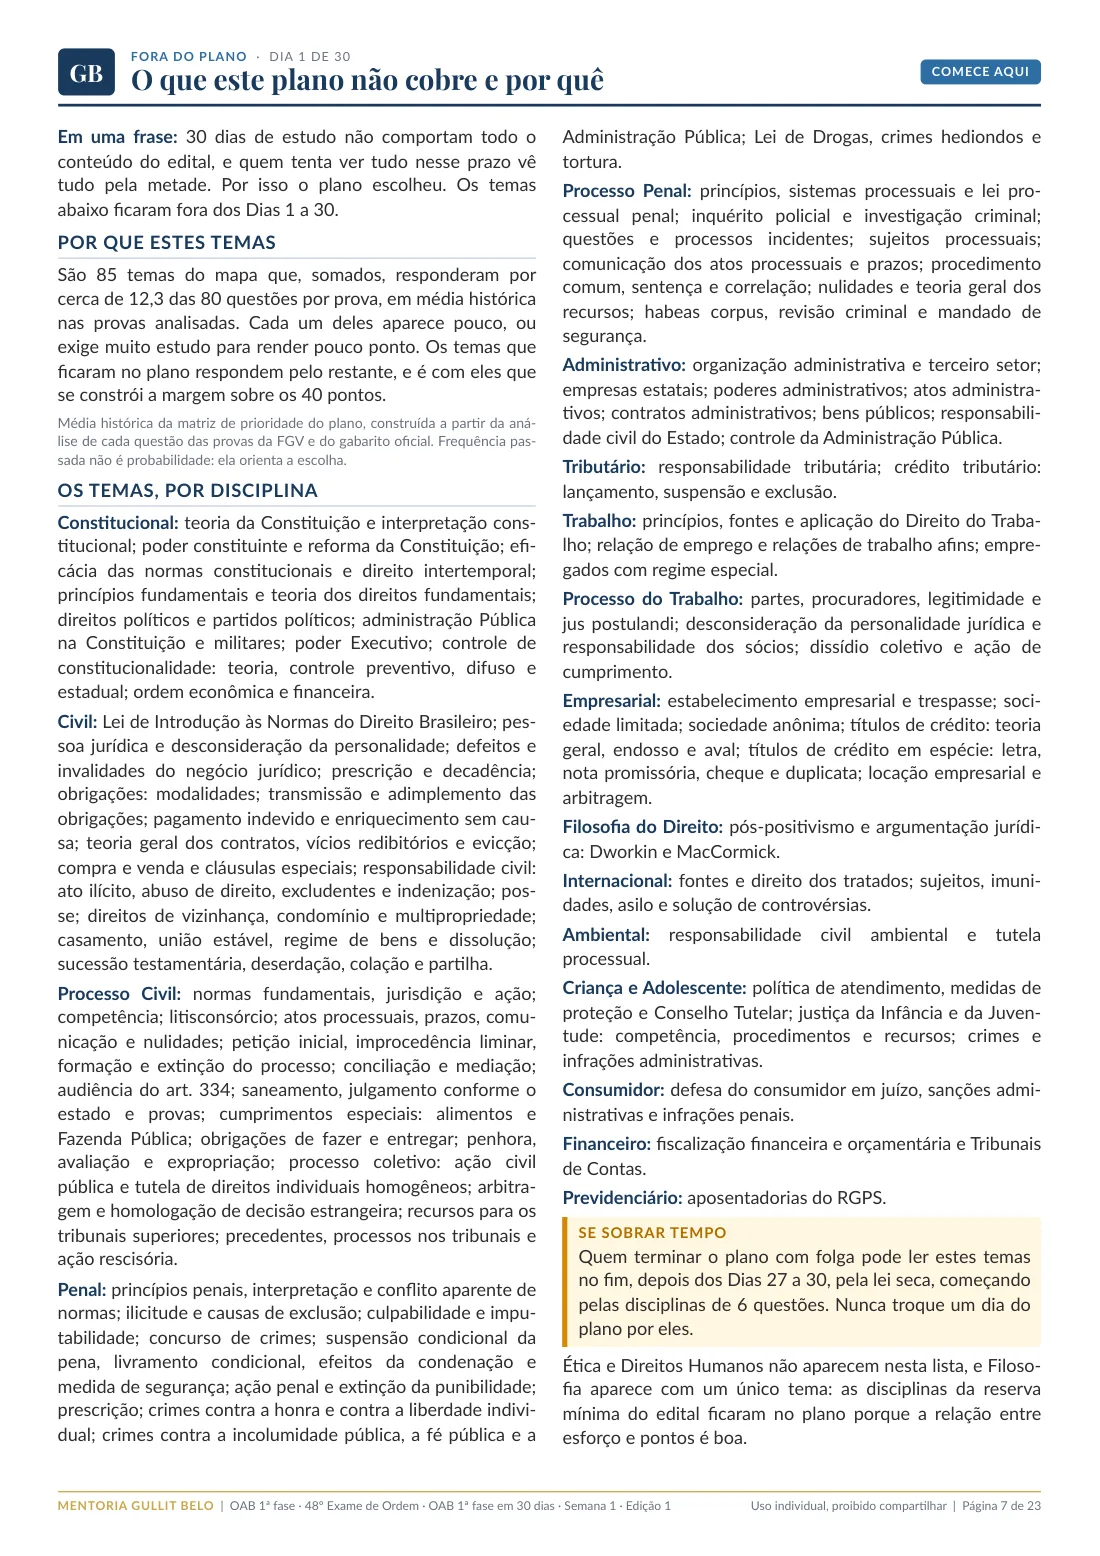 GB
FORA DO PLANO · DIA 1 DE 30
O que este plano não cobre e por quê
COMECE AQUI
Em uma frase: 30 dias de estudo não comportam todo o
conteúdo do edital, e quem tenta ver tudo nesse prazo vê
tudo pela metade. Por isso o plano escolheu. Os temas
abaixo ficaram fora dos Dias 1 a 30.
POR QUE ESTES TEMAS
São 85 temas do mapa que, somados, responderam por
cerca de 12,3 das 80 questões por prova, em média histórica
nas provas analisadas. Cada um deles aparece pouco, ou
exige muito estudo para render pouco ponto. Os temas que
ficaram no plano respondem pelo restante, e é com eles que
se constrói a margem sobre os 40 pontos.
Média histórica da matriz de prioridade do plano, construída a partir da aná-
lise de cada questão das provas da FGV e do gabarito oficial. Frequência pas-
sada não é probabilidade: ela orienta a escolha.
OS TEMAS, POR DISCIPLINA
Constitucional: teoria da Constituição e interpretação cons-
titucional; poder constituinte e reforma da Constituição; efi-
cácia das normas constitucionais e direito intertemporal;
princípios fundamentais e teoria dos direitos fundamentais;
direitos políticos e partidos políticos; administração Pública
na Constituição e militares; poder Executivo; controle de
constitucionalidade: teoria, controle preventivo, difuso e
estadual; ordem econômica e financeira.
Civil: Lei de Introdução às Normas do Direito Brasileiro; pes-
soa jurídica e desconsideração da personalidade; defeitos e
invalidades do negócio jurídico; prescrição e decadência;
obrigações: modalidades; transmissão e adimplemento das
obrigações; pagamento indevido e enriquecimento sem cau-
sa; teoria geral dos contratos, vícios redibitórios e evicção;
compra e venda e cláusulas especiais; responsabilidade civil:
ato ilícito, abuso de direito, excludentes e indenização; pos-
se; direitos de vizinhança, condomínio e multipropriedade;
casamento, união estável, regime de bens e dissolução;
sucessão testamentária, deserdação, colação e partilha.
Processo Civil: normas fundamentais, jurisdição e ação;
competência; litisconsórcio; atos processuais, prazos, comu-
nicação e nulidades; petição inicial, improcedência liminar,
formação e extinção do processo; conciliação e mediação;
audiência do art. 334; saneamento, julgamento conforme o
estado e provas; cumprimentos especiais: alimentos e
Fazenda Pública; obrigações de fazer e entregar; penhora,
avaliação e expropriação; processo coletivo: ação civil
pública e tutela de direitos individuais homogêneos; arbitra-
gem e homologação de decisão estrangeira; recursos para os
tribunais superiores; precedentes, processos nos tribunais e
ação rescisória.
Penal: princípios penais, interpretação e conflito aparente de
normas; ilicitude e causas de exclusão; culpabilidade e impu-
tabilidade; concurso de crimes; suspensão condicional da
pena, livramento condicional, efeitos da condenação e
medida de segurança; ação penal e extinção da punibilidade;
prescrição; crimes contra a honra e contra a liberdade indivi-
dual; crimes contra a incolumidade pública, a fé pública e a
Administração Pública; Lei de Drogas, crimes hediondos e
tortura.
Processo Penal: princípios, sistemas processuais e lei pro-
cessual penal; inquérito policial e investigação criminal;
questões e processos incidentes; sujeitos processuais;
comunicação dos atos processuais e prazos; procedimento
comum, sentença e correlação; nulidades e teoria geral dos
recursos; habeas corpus, revisão criminal e mandado de
segurança.
Administrativo: organização administrativa e terceiro setor;
empresas estatais; poderes administrativos; atos administra-
tivos; contratos administrativos; bens públicos; responsabili-
dade civil do Estado; controle da Administração Pública.
Tributário: responsabilidade tributária; crédito tributário:
lançamento, suspensão e exclusão.
Trabalho: princípios, fontes e aplicação do Direito do Traba-
lho; relação de emprego e relações de trabalho afins; empre-
gados com regime especial.
Processo do Trabalho: partes, procuradores, legitimidade e
jus postulandi; desconsideração da personalidade jurídica e
responsabilidade dos sócios; dissídio coletivo e ação de
cumprimento.
Empresarial: estabelecimento empresarial e trespasse; soci-
edade limitada; sociedade anônima; títulos de crédito: teoria
geral, endosso e aval; títulos de crédito em espécie: letra,
nota promissória, cheque e duplicata; locação empresarial e
arbitragem.
Filosofia do Direito: pós-positivismo e argumentação jurídi-
ca: Dworkin e MacCormick.
Internacional: fontes e direito dos tratados; sujeitos, imuni-
dades, asilo e solução de controvérsias.
Ambiental: responsabilidade civil ambiental e tutela
processual.
Criança e Adolescente: política de atendimento, medidas de
proteção e Conselho Tutelar; justiça da Infância e da Juven-
tude: competência, procedimentos e recursos; crimes e
infrações administrativas.
Consumidor: defesa do consumidor em juízo, sanções admi-
nistrativas e infrações penais.
Financeiro: fiscalização financeira e orçamentária e Tribunais
de Contas.
Previdenciário: aposentadorias do RGPS.
SE SOBRAR TEMPO
Quem terminar o plano com folga pode ler estes temas
no fim, depois dos Dias 27 a 30, pela lei seca, começando
pelas disciplinas de 6 questões. Nunca troque um dia do
plano por eles.
Ética e Direitos Humanos não aparecem nesta lista, e Filoso-
fia aparece com um único tema: as disciplinas da reserva
mínima do edital ficaram no plano porque a relação entre
esforço e pontos é boa.
MENTORIA GULLIT BELO | OAB 1ª fase · 48º Exame de Ordem · OAB 1ª fase em 30 dias · Semana 1 · Edição 1
Uso individual, proibido compartilhar | Página 7 de 23